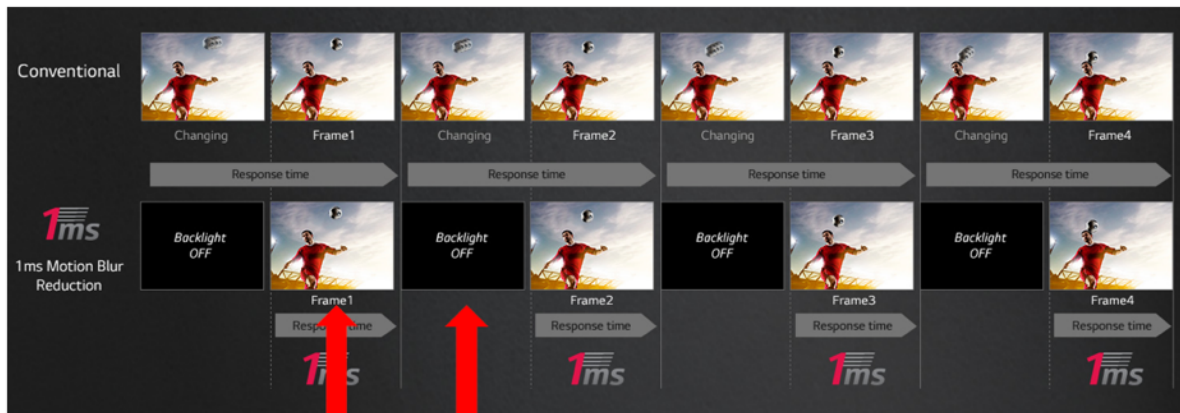 Conventional
Changing
Frame1
Changing
Frame2
Changing
Frame3
Changing
Frame4
Response time
Response time
Response time
Response time
1ms
1ms Motion Blur
Reduction
Backlight
OFF
Backlight
OFF
Backlight
OFF
Backlight
OFF
Frame1
Frame2
Frame3
Frame4
Response time
Response time
Response time
Response time
1ms
1ms
1ms
1ms